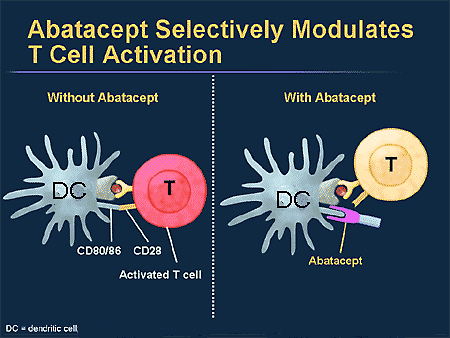 Abatacept Selectively Modulates
T Cell Activation
Without Abatacept
With Abatacept
DC
T
DC
T
CD80/86
CD28
Activated T cell
Abatacept
DC = dendritic cell